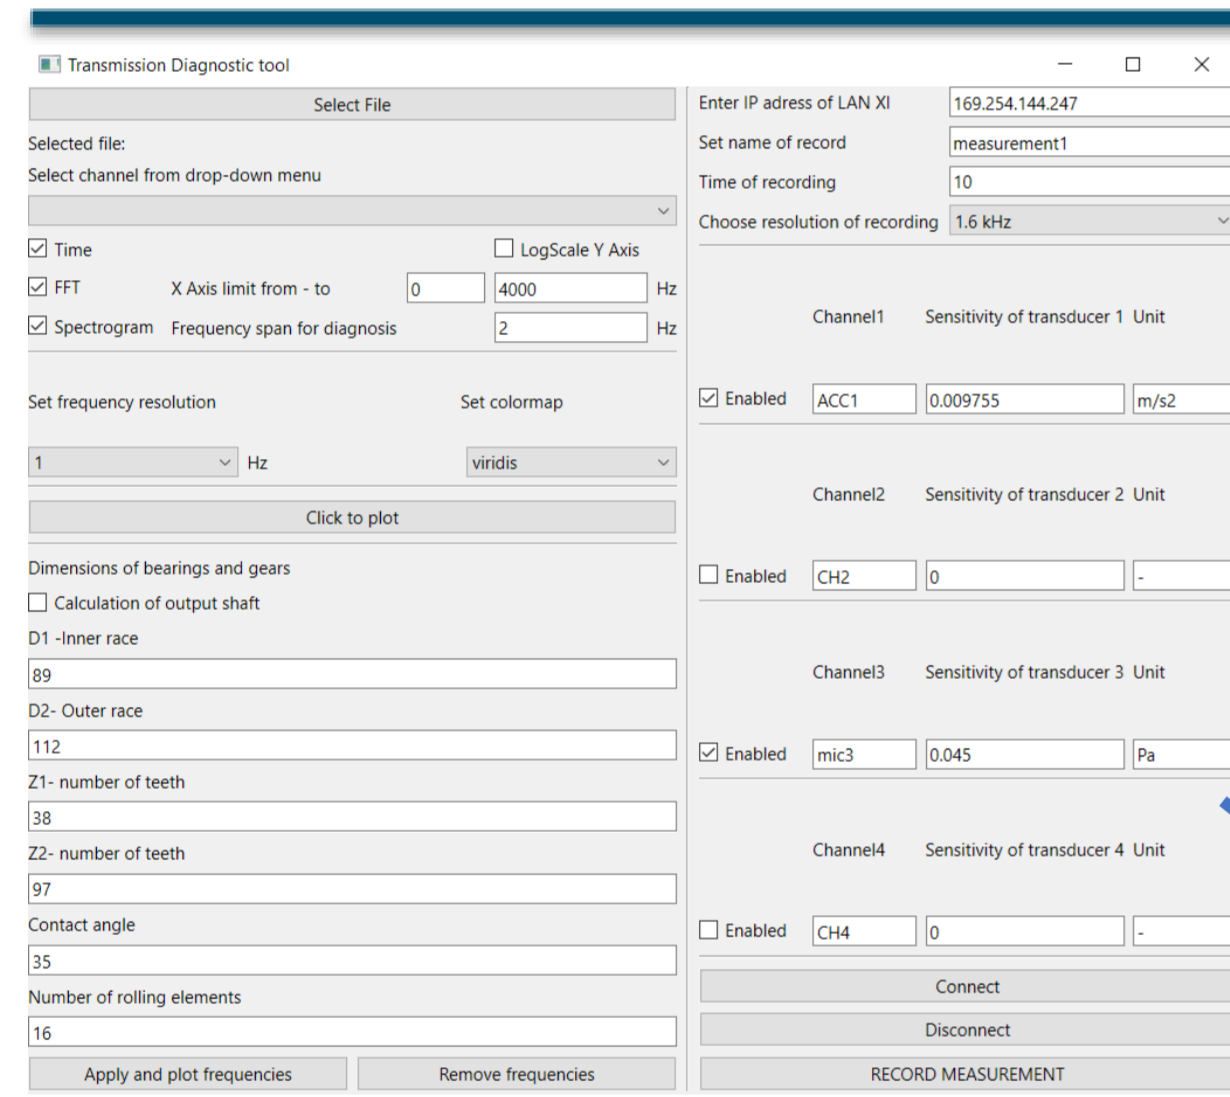 Transmission Diagnostic tool
Select File
Selected file:
Select channel from drop-down menu
Time
LogScale Y Axis
FFT X Axis limit from - to 0 4000 Hz
Spectrogram Frequency span for diagnosis 2 Hz
Set frequency resolution Set colormap
1 Hz viridis
Click to plot
Dimensions of bearings and gears
Calculation of output shaft
D1 -Inner race
89
D2- Outer race
112
Z1- number of teeth
38
Z2- number of teeth
97
Contact angle
35
Number of rolling elements
16
Apply and plot frequencies Remove frequencies
Enter IP adress of LAN XI 169.254.144.247
Set name of record measurement1
Time of recording 10
Choose resolution of recording 1.6 kHz
Channel1 Sensitivity of transducer 1 Unit
Enabled ACC1 0.009755 m/s2
Channel2 Sensitivity of transducer 2 Unit
Enabled CH2 0 -
Channel3 Sensitivity of transducer 3 Unit
Enabled mic3 0.045 Pa
Channel4 Sensitivity of transducer 4 Unit
Enabled CH4 0 -
Connect
Disconnect
RECORD MEASUREMENT